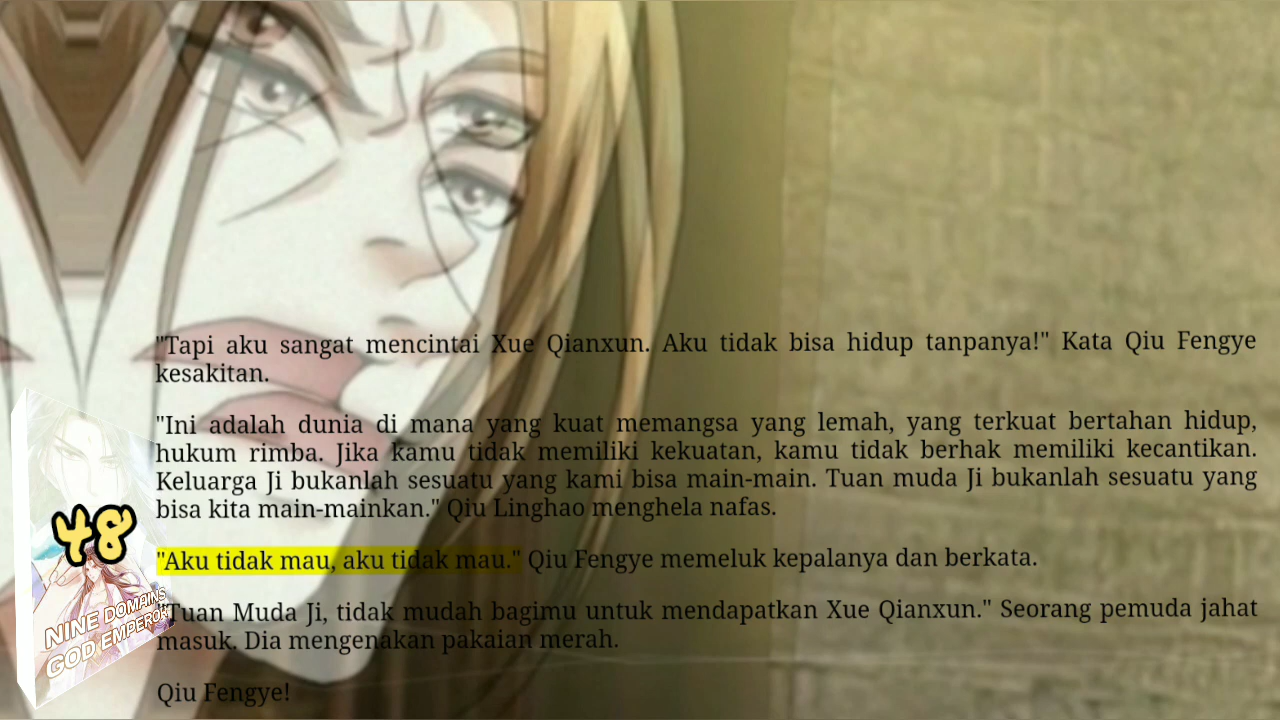 "Tapi aku sangat mencintai Xue Qianxun. Aku tidak bisa hidup tanpanya!" Kata Qiu Fengye
kesakitan.
"Ini adalah dunia di mana yang kuat memangsa yang lemah, yang terkuat bertahan hidup,
hukum rimba. Jika kamu tidak memiliki kekuatan, kamu tidak berhak memiliki kecantikan.
Keluarga Ji bukanlah sesuatu yang kami bisa main-main. Tuan muda Ji bukanlah sesuatu yang
bisa kita main-mainkan." Qiu Linghao menghela nafas.
"Aku tidak mau, aku tidak mau." Qiu Fengye memeluk kepalanya dan berkata.
"Tuan Muda Ji, tidak mudah bagimu untuk mendapatkan Xue Qianxun." Seorang pemuda jahat
masuk. Dia mengenakan pakaian merah.
Qiu Fengye!
48
NINE DOMAINS
GOD EMPEROR